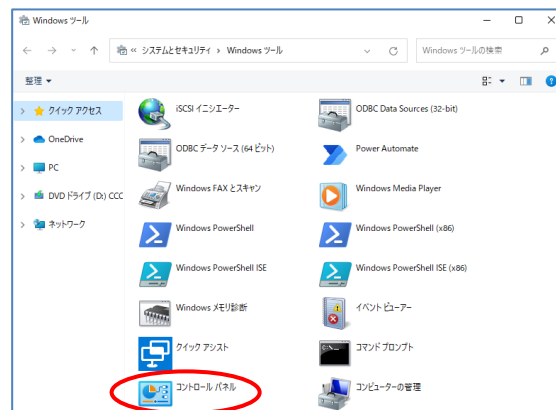 Windows ツール
システムとセキュリティ > Windows ツール
Windows ツールの検索
整理
クイック アクセス
OneDrive
PC
DVD ドライブ (D:) CCC
ネットワーク
iSCSI イニシエーター
ODBC Data Sources (32-bit)
ODBC データ ソース (64 ビット)
Power Automate
Windows FAX とスキャン
Windows Media Player
Windows PowerShell
Windows PowerShell (x86)
Windows PowerShell ISE
Windows PowerShell ISE (x86)
Windows メモリ診断
イベント ビューアー
クイック アシスト
コマンド プロンプト
コントロール パネル
コンピューターの管理